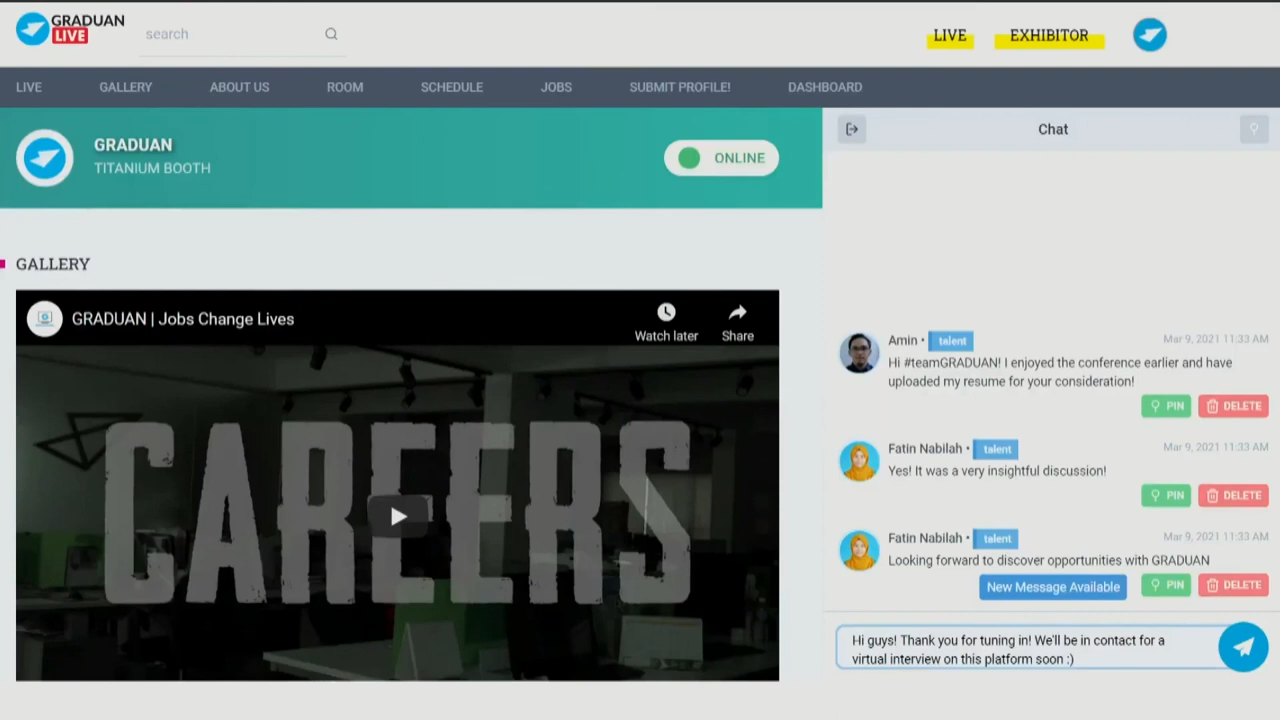 GRADUAN
LIVE
search
LIVE EXHIBITOR
LIVE GALLERY ABOUT US ROOM SCHEDULE JOBS SUBMIT PROFILE! DASHBOARD
GRADUAN
TITANIUM BOOTH
ONLINE
GALLERY
GRADUAN | Jobs Change Lives
Watch later
Share
CAREERS
Chat
Amin • talent Mar 9, 2021 11:33 AM
Hi #teamGRADUAN! I enjoyed the conference earlier and have
uploaded my resume for your consideration!
PIN DELETE
Fatin Nabilah • talent Mar 9, 2021 11:33 AM
Yes! It was a very insightful discussion!
PIN DELETE
Fatin Nabilah • talent Mar 9, 2021 11:33 AM
Looking forward to discover opportunities with GRADUAN
New Message Available PIN DELETE
Hi guys! Thank you for tuning in! We'll be in contact for a
virtual interview on this platform soon :)